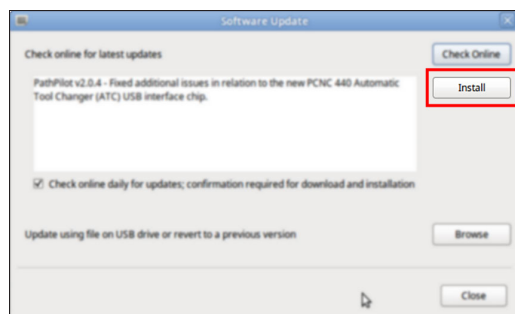 Software Update
Check online for latest updates
Check Online
PathPilot v2.0.4 - Fixed additional issues in relation to the new PCNC 440 Automatic
Tool Changer (ATC) USB interface chip.
Install
Check online daily for updates; confirmation required for download and installation
Update using file on USB drive or revert to a previous version
Browse
Close